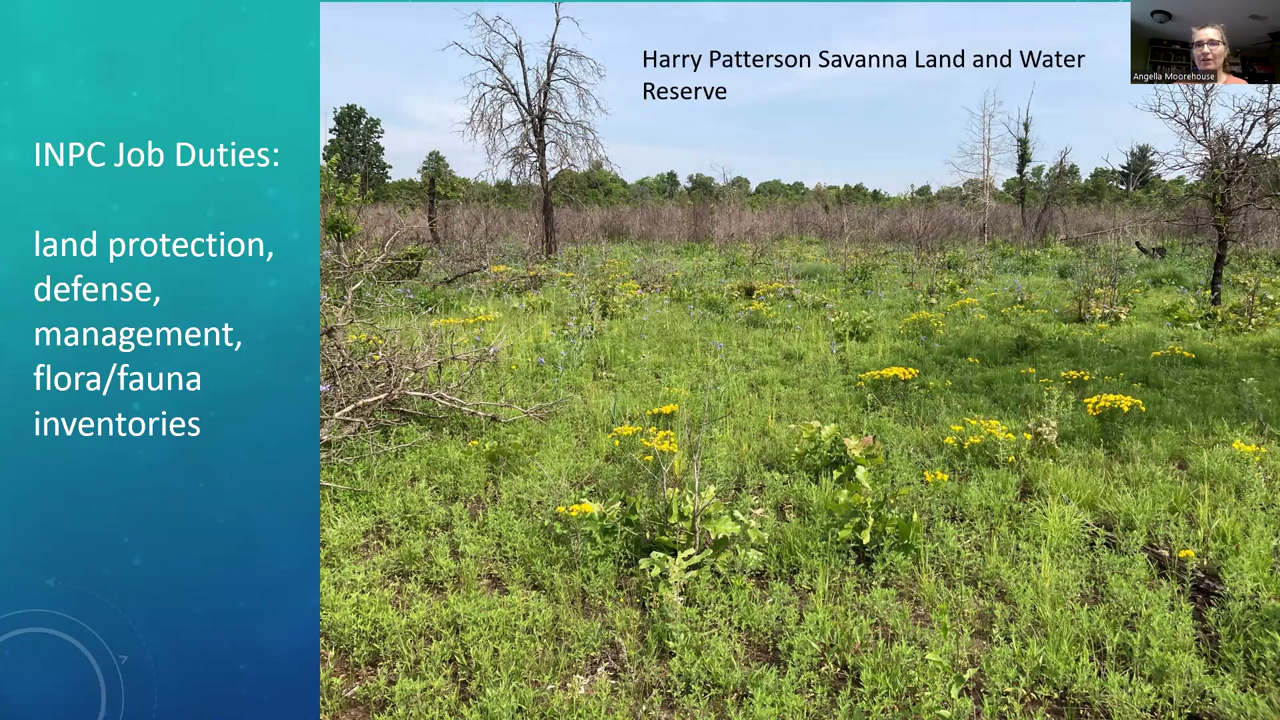 INPC Job Duties:
land protection,
defense,
management,
flora/fauna
inventories
Harry Patterson Savanna Land and Water
Reserve
Angella Moorehouse